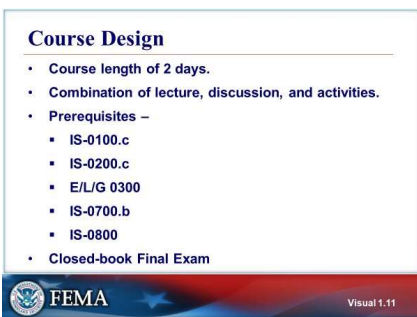 Course Design
• Course length of 2 days.
• Combination of lecture, discussion, and activities.
• Prerequisites –
▪ IS-0100.c
▪ IS-0200.c
▪ E/L/G 0300
▪ IS-0700.b
▪ IS-0800
• Closed-book Final Exam
FEMA
Visual 1.11